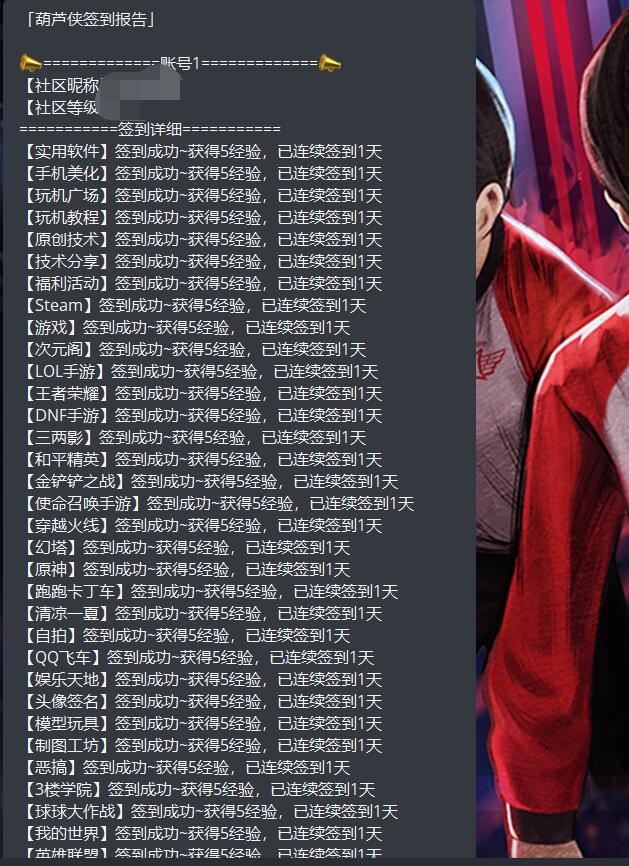 「葫芦侠签到报告」
📣=============账号1=============📣
【社区昵称
【社区等级
===========签到详细===========
【实用软件】签到成功~获得5经验，已连续签到1天
【手机美化】签到成功~获得5经验，已连续签到1天
【玩机广场】签到成功~获得5经验，已连续签到1天
【玩机教程】签到成功~获得5经验，已连续签到1天
【原创技术】签到成功~获得5经验，已连续签到1天
【技术分享】签到成功~获得5经验，已连续签到1天
【福利活动】签到成功~获得5经验，已连续签到1天
【Steam】签到成功~获得5经验，已连续签到1天
【游戏】签到成功~获得5经验，已连续签到1天
【次元阁】签到成功~获得5经验，已连续签到1天
【LOL手游】签到成功~获得5经验，已连续签到1天
【王者荣耀】签到成功~获得5经验，已连续签到1天
【DNF手游】签到成功~获得5经验，已连续签到1天
【三两影】签到成功~获得5经验，已连续签到1天
【和平精英】签到成功~获得5经验，已连续签到1天
【金铲铲之战】签到成功~获得5经验，已连续签到1天
【使命召唤手游】签到成功~获得5经验，已连续签到1天
【穿越火线】签到成功~获得5经验，已连续签到1天
【幻塔】签到成功~获得5经验，已连续签到1天
【原神】签到成功~获得5经验，已连续签到1天
【跑跑卡丁车】签到成功~获得5经验，已连续签到1天
【清凉一夏】签到成功~获得5经验，已连续签到1天
【自拍】签到成功~获得5经验，已连续签到1天
【QQ飞车】签到成功~获得5经验，已连续签到1天
【娱乐天地】签到成功~获得5经验，已连续签到1天
【头像签名】签到成功~获得5经验，已连续签到1天
【模型玩具】签到成功~获得5经验，已连续签到1天
【制图工坊】签到成功~获得5经验，已连续签到1天
【恶搞】签到成功~获得5经验，已连续签到1天
【3楼学院】签到成功~获得5经验，已连续签到1天
【球球大作战】签到成功~获得5经验，已连续签到1天
【我的世界】签到成功~获得5经验，已连续签到1天
【英雄联盟】签到成功~获得5经验，已连续签到1天